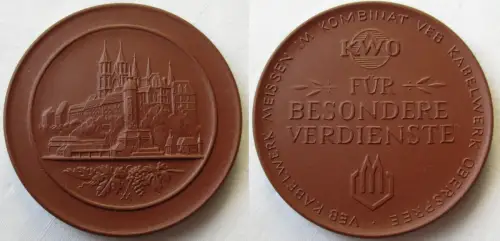 VEB KABELWERK MEISSEN IM KOMBINAT VEB KABELWERK OBERSPREE -
KWO
FÜR
BESONDERE
VERDIENSTE